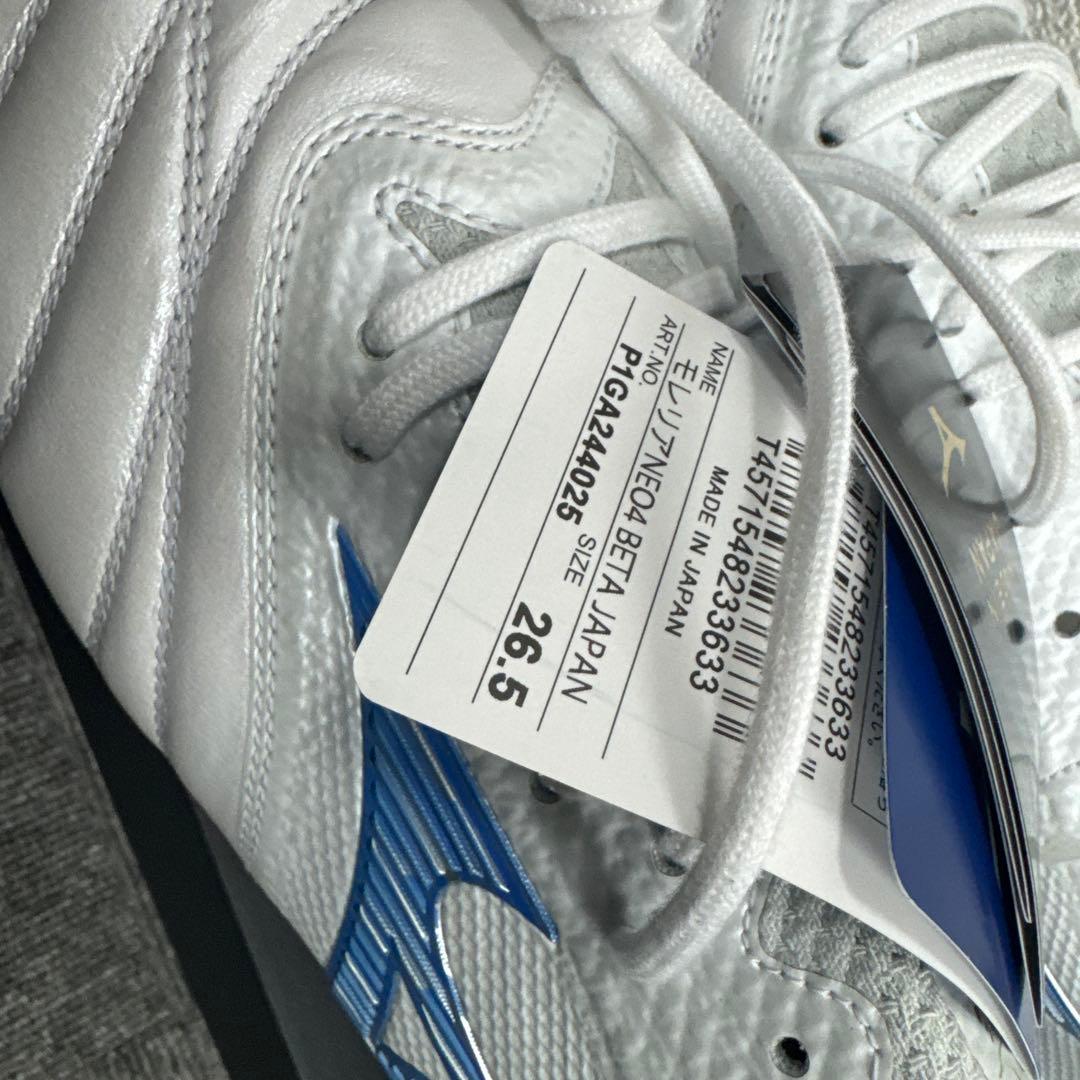 NAME
モレリアNEO4 BETA JAPAN
ART.NO.
P1GA244025 SIZE 26.5
MADE IN JAPAN
T4571548233633
T4571548233633